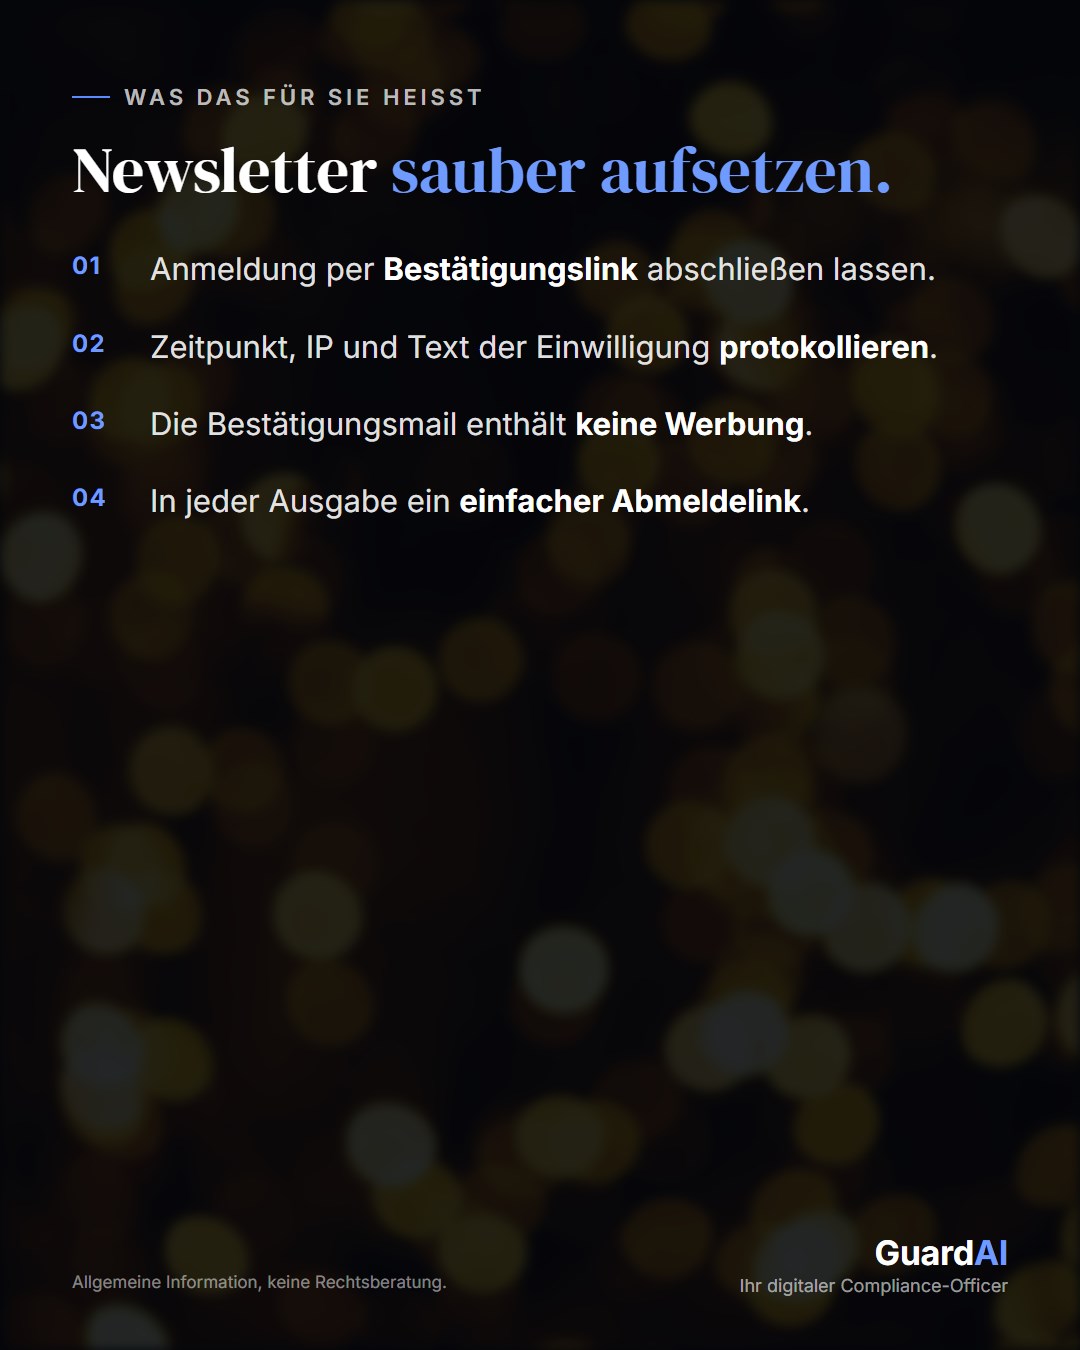 WAS DAS FÜR SIE HEISST
Newsletter sauber aufsetzen.
01 Anmeldung per Bestätigungslink abschließen lassen.
02 Zeitpunkt, IP und Text der Einwilligung protokollieren.
03 Die Bestätigungsmail enthält keine Werbung.
04 In jeder Ausgabe ein einfacher Abmeldelink.
GuardAI
Allgemeine Information, keine Rechtsberatung.
Ihr digitaler Compliance-Officer